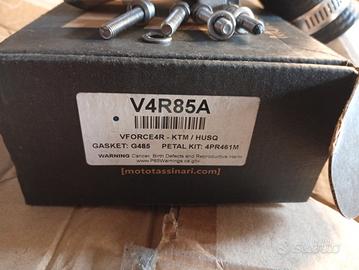 V4R85A
VFORCE4R - KTM / HUSQ
GASKET: G485 PETAL KIT: 4PR461M
WARNING Cancer, Birth Defects and Reproductive Harm
www.P65Warnings.ca.gov
[mototassinari.com]
subito